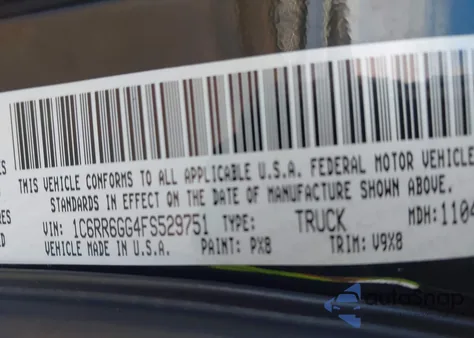 THIS VEHICLE CONFORMS TO ALL APPLICABLE U.S.A. FEDERAL MOTOR VEHICLE
STANDARDS IN EFFECT ON THE DATE OF MANUFACTURE SHOWN ABOVE.
VIN: 1C6RR6GG4FS529751 TYPE: TRUCK MDH: 1104
VEHICLE MADE IN U.S.A. PAINT: PX8 TRIM: V9X8
autoSnap